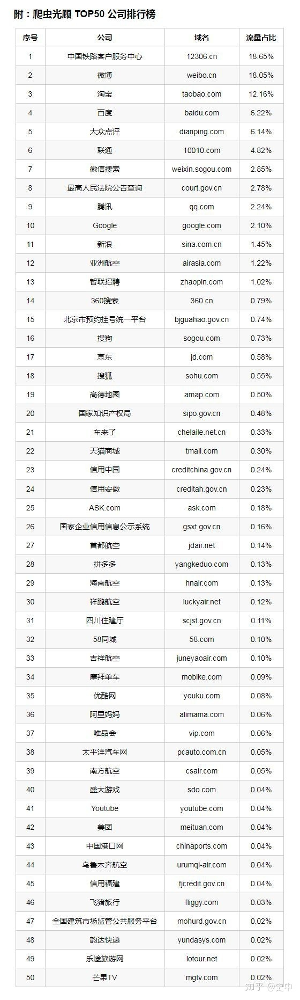 附：爬虫光顾 TOP50 公司排行榜
序号 公司 域名 流量占比
1 中国铁路客户服务中心 12306.cn 18.65%
2 微博 weibo.cn 18.05%
3 淘宝 taobao.com 12.16%
4 百度 baidu.com 6.22%
5 大众点评 dianping.com 6.14%
6 联通 10010.com 4.82%
7 微信搜索 weixin.sogou.com 2.85%
8 最高人民法院公告查询 court.gov.cn 2.78%
9 腾讯 qq.com 2.24%
10 Google google.com 2.10%
11 新浪 sina.com.cn 1.45%
12 亚洲航空 airasia.com 1.22%
13 智联招聘 zhaopin.com 1.02%
14 360搜索 360.cn 0.79%
15 北京市预约挂号统一平台 bjguahao.gov.cn 0.74%
16 搜狗 sogou.com 0.73%
17 京东 jd.com 0.58%
18 搜狐 sohu.com 0.55%
19 高德地图 amap.com 0.50%
20 国家知识产权局 sipo.gov.cn 0.48%
21 车来了 chelaile.net.cn 0.33%
22 天猫商城 tmall.com 0.30%
23 信用中国 creditchina.gov.cn 0.24%
24 信用安徽 creditah.gov.cn 0.23%
25 ASK.com ask.com 0.18%
26 国家企业信用信息公示系统 gsxt.gov.cn 0.16%
27 首都航空 jdair.net 0.14%
28 拼多多 yangkeduo.com 0.13%
29 海南航空 hnair.com 0.13%
30 祥鹏航空 luckyair.net 0.12%
31 四川住建厅 scjst.gov.cn 0.11%
32 58同城 58.com 0.10%
33 吉祥航空 juneyaoair.com 0.10%
34 摩拜单车 mobike.com 0.09%
35 优酷网 youku.com 0.08%
36 阿里妈妈 alimama.com 0.06%
37 唯品会 vip.com 0.06%
38 太平洋汽车网 pcauto.com.cn 0.05%
39 南方航空 csair.com 0.05%
40 盛大游戏 sdo.com 0.04%
41 Youtube youtube.com 0.04%
42 美团 meituan.com 0.04%
43 中国港口网 chinaports.com 0.04%
44 乌鲁木齐航空 urumqi-air.com 0.04%
45 信用福建 fjcredit.gov.cn 0.04%
46 飞猪旅行 fliggy.com 0.03%
47 全国建筑市场监管公共服务平台 mohurd.gov.cn 0.02%
48 韵达快递 yundasys.com 0.02%
49 乐途旅游网 lotour.net 0.02%
50 芒果TV mgtv.com 0.02%
知乎 @史中